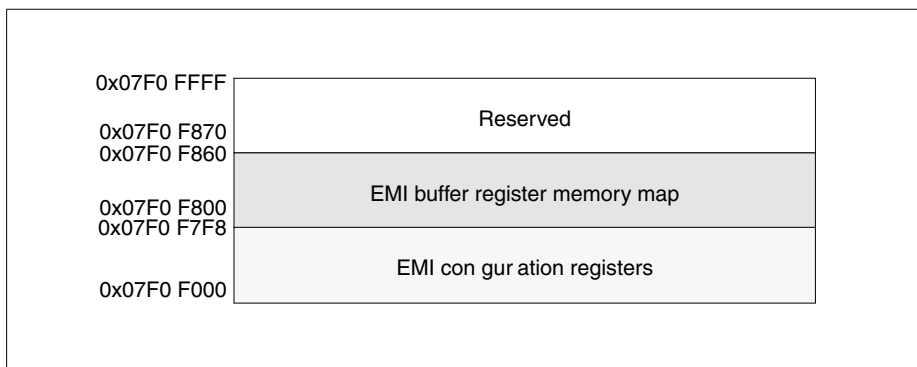 0x07F0 FFFF
Reserved
0x07F0 F870
0x07F0 F860
EMI buffer register memory map
0x07F0 F800
0x07F0 F7F8
EMI con gur ation registers
0x07F0 F000